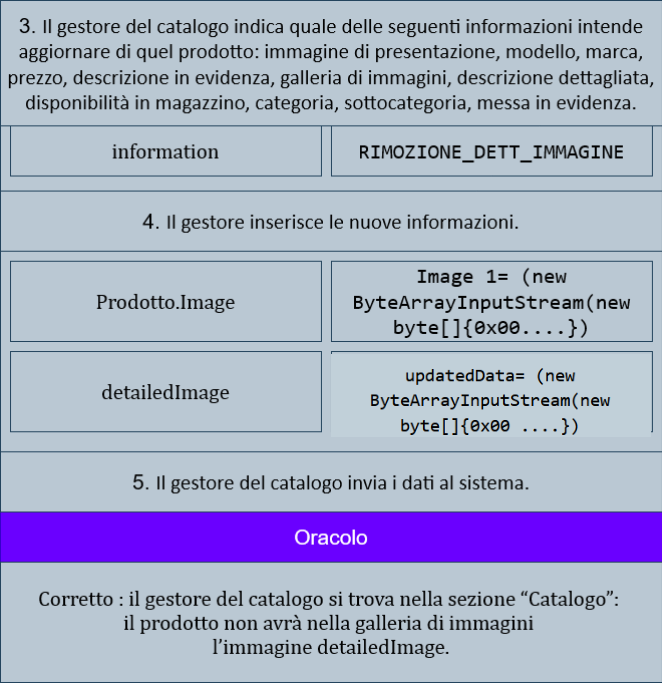 3. Il gestore del catalogo indica quale delle seguenti informazioni intende
aggiornare di quel prodotto: immagine di presentazione, modello, marca,
prezzo, descrizione in evidenza, galleria di immagini, descrizione dettagliata,
disponibilità in magazzino, categoria, sottocategoria, messa in evidenza.
information
RIMOZIONE_DETT_IMMAGINE
4. Il gestore inserisce le nuove informazioni.
Prodotto.Image
Image 1= (new
ByteArrayInputStream(new
byte[]{0x00....})
detailedImage
updatedData= (new
ByteArrayInputStream(new
byte[]{0x00 ....})
5. Il gestore del catalogo invia i dati al sistema.
Oracolo
Corretto : il gestore del catalogo si trova nella sezione “Catalogo”:
il prodotto non avrà nella galleria di immagini
l’immagine detailedImage.